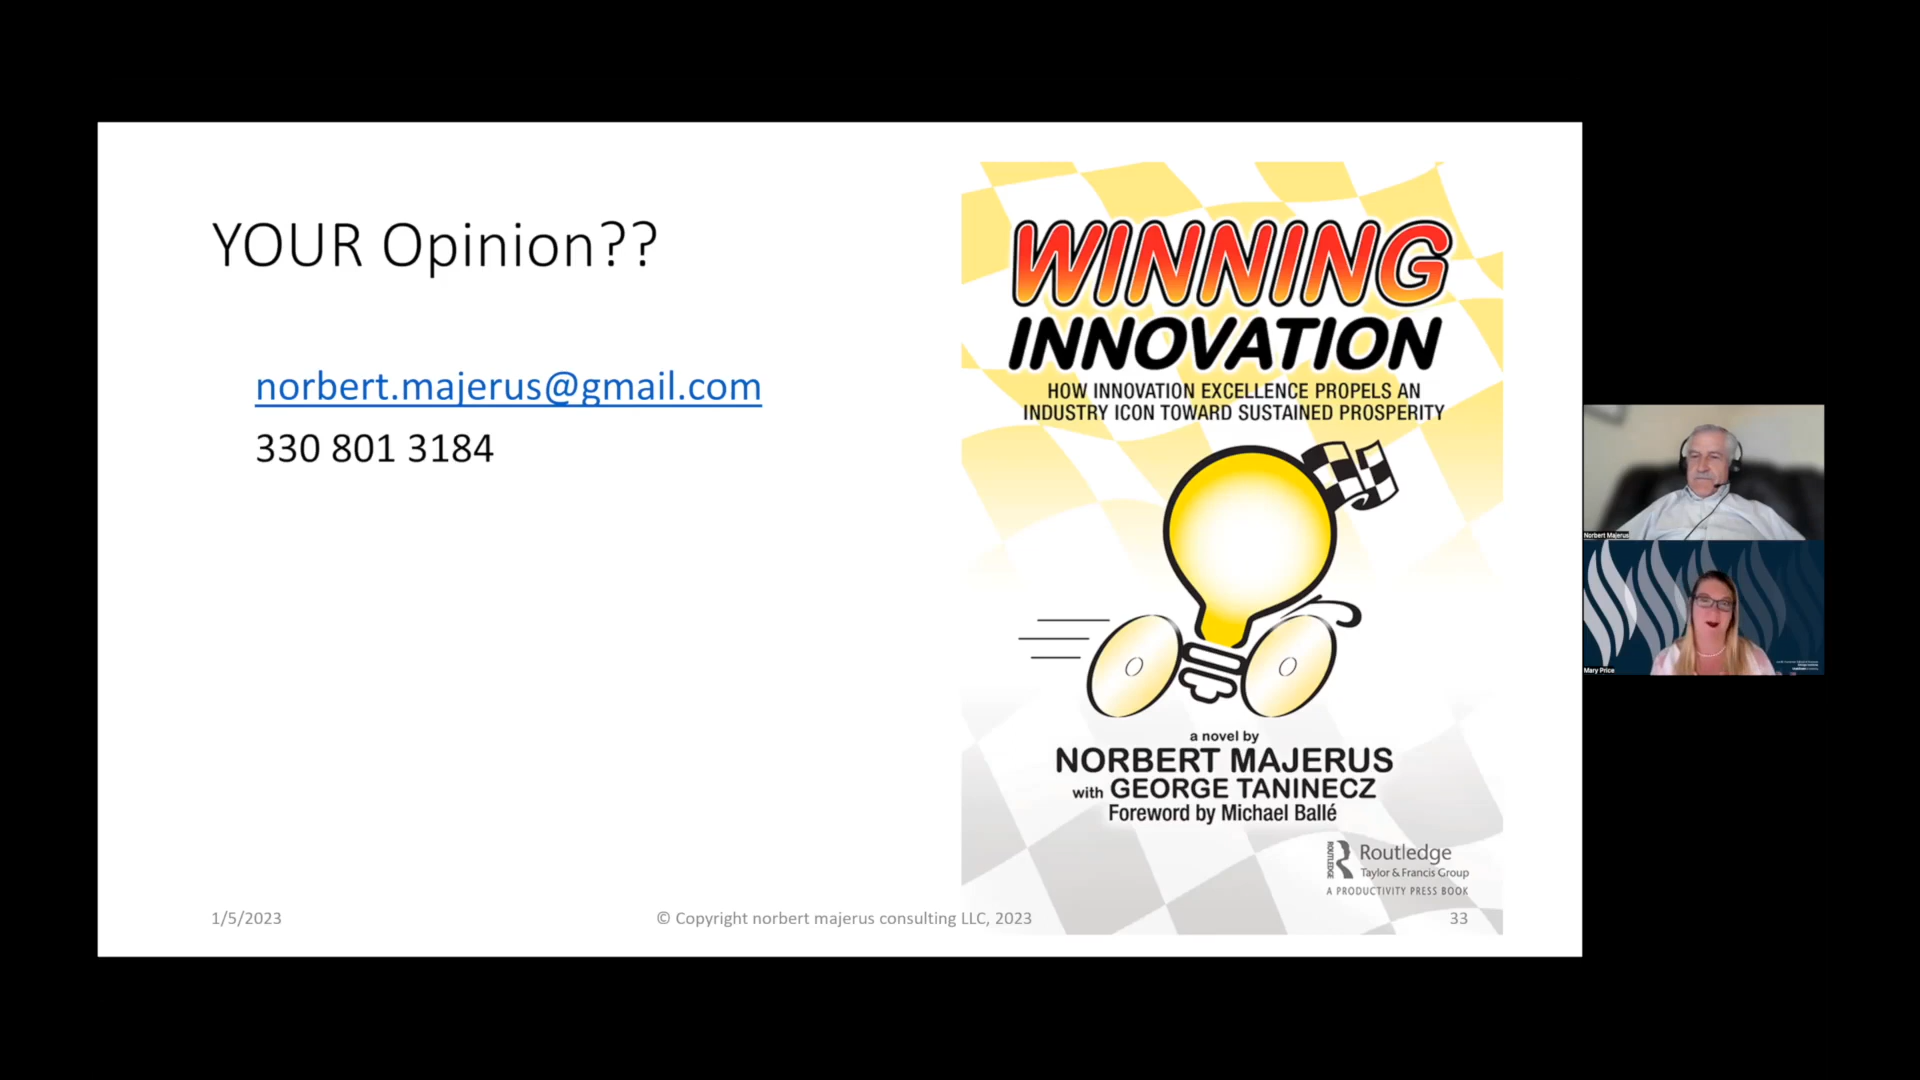 YOUR Opinion??
norbert.majerus@gmail.com
330 801 3184
WINNING
INNOVATION
HOW INNOVATION EXCELLENCE PROPELS AN
INDUSTRY ICON TOWARD SUSTAINED PROSPERITY
a novel by
NORBERT MAJERUS
with GEORGE TANINECZ
Foreword by Michael Ballé
ROUTLEDGE
Routledge
Taylor & Francis Group
A PRODUCTIVITY PRESS BOOK
1/5/2023
© Copyright norbert majerus consulting LLC, 2023
33
Norbert Majerus
Mary Price